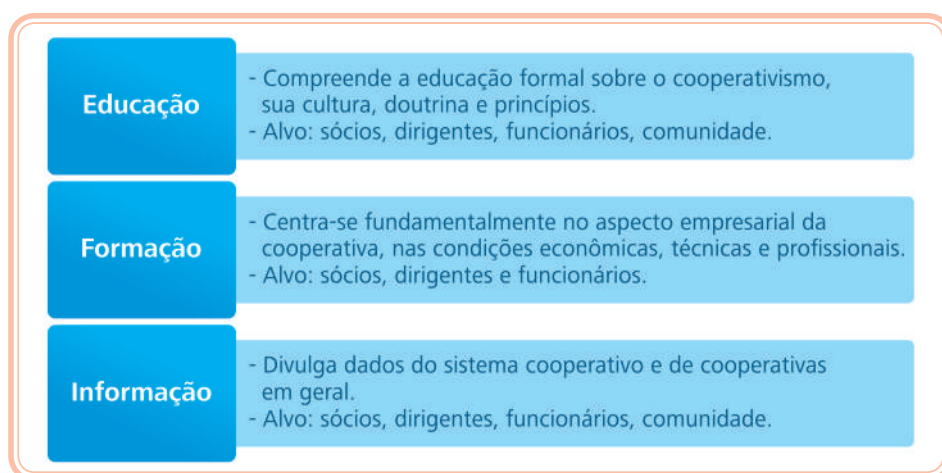 Educação
- Compreende a educação formal sobre o cooperativismo,
sua cultura, doutrina e princípios.
- Alvo: sócios, dirigentes, funcionários, comunidade.
Formação
- Centra-se fundamentalmente no aspecto empresarial da
cooperativa, nas condições econômicas, técnicas e profissionais.
- Alvo: sócios, dirigentes e funcionários.
Informação
- Divulga dados do sistema cooperativo e de cooperativas
em geral.
- Alvo: sócios, dirigentes, funcionários, comunidade.